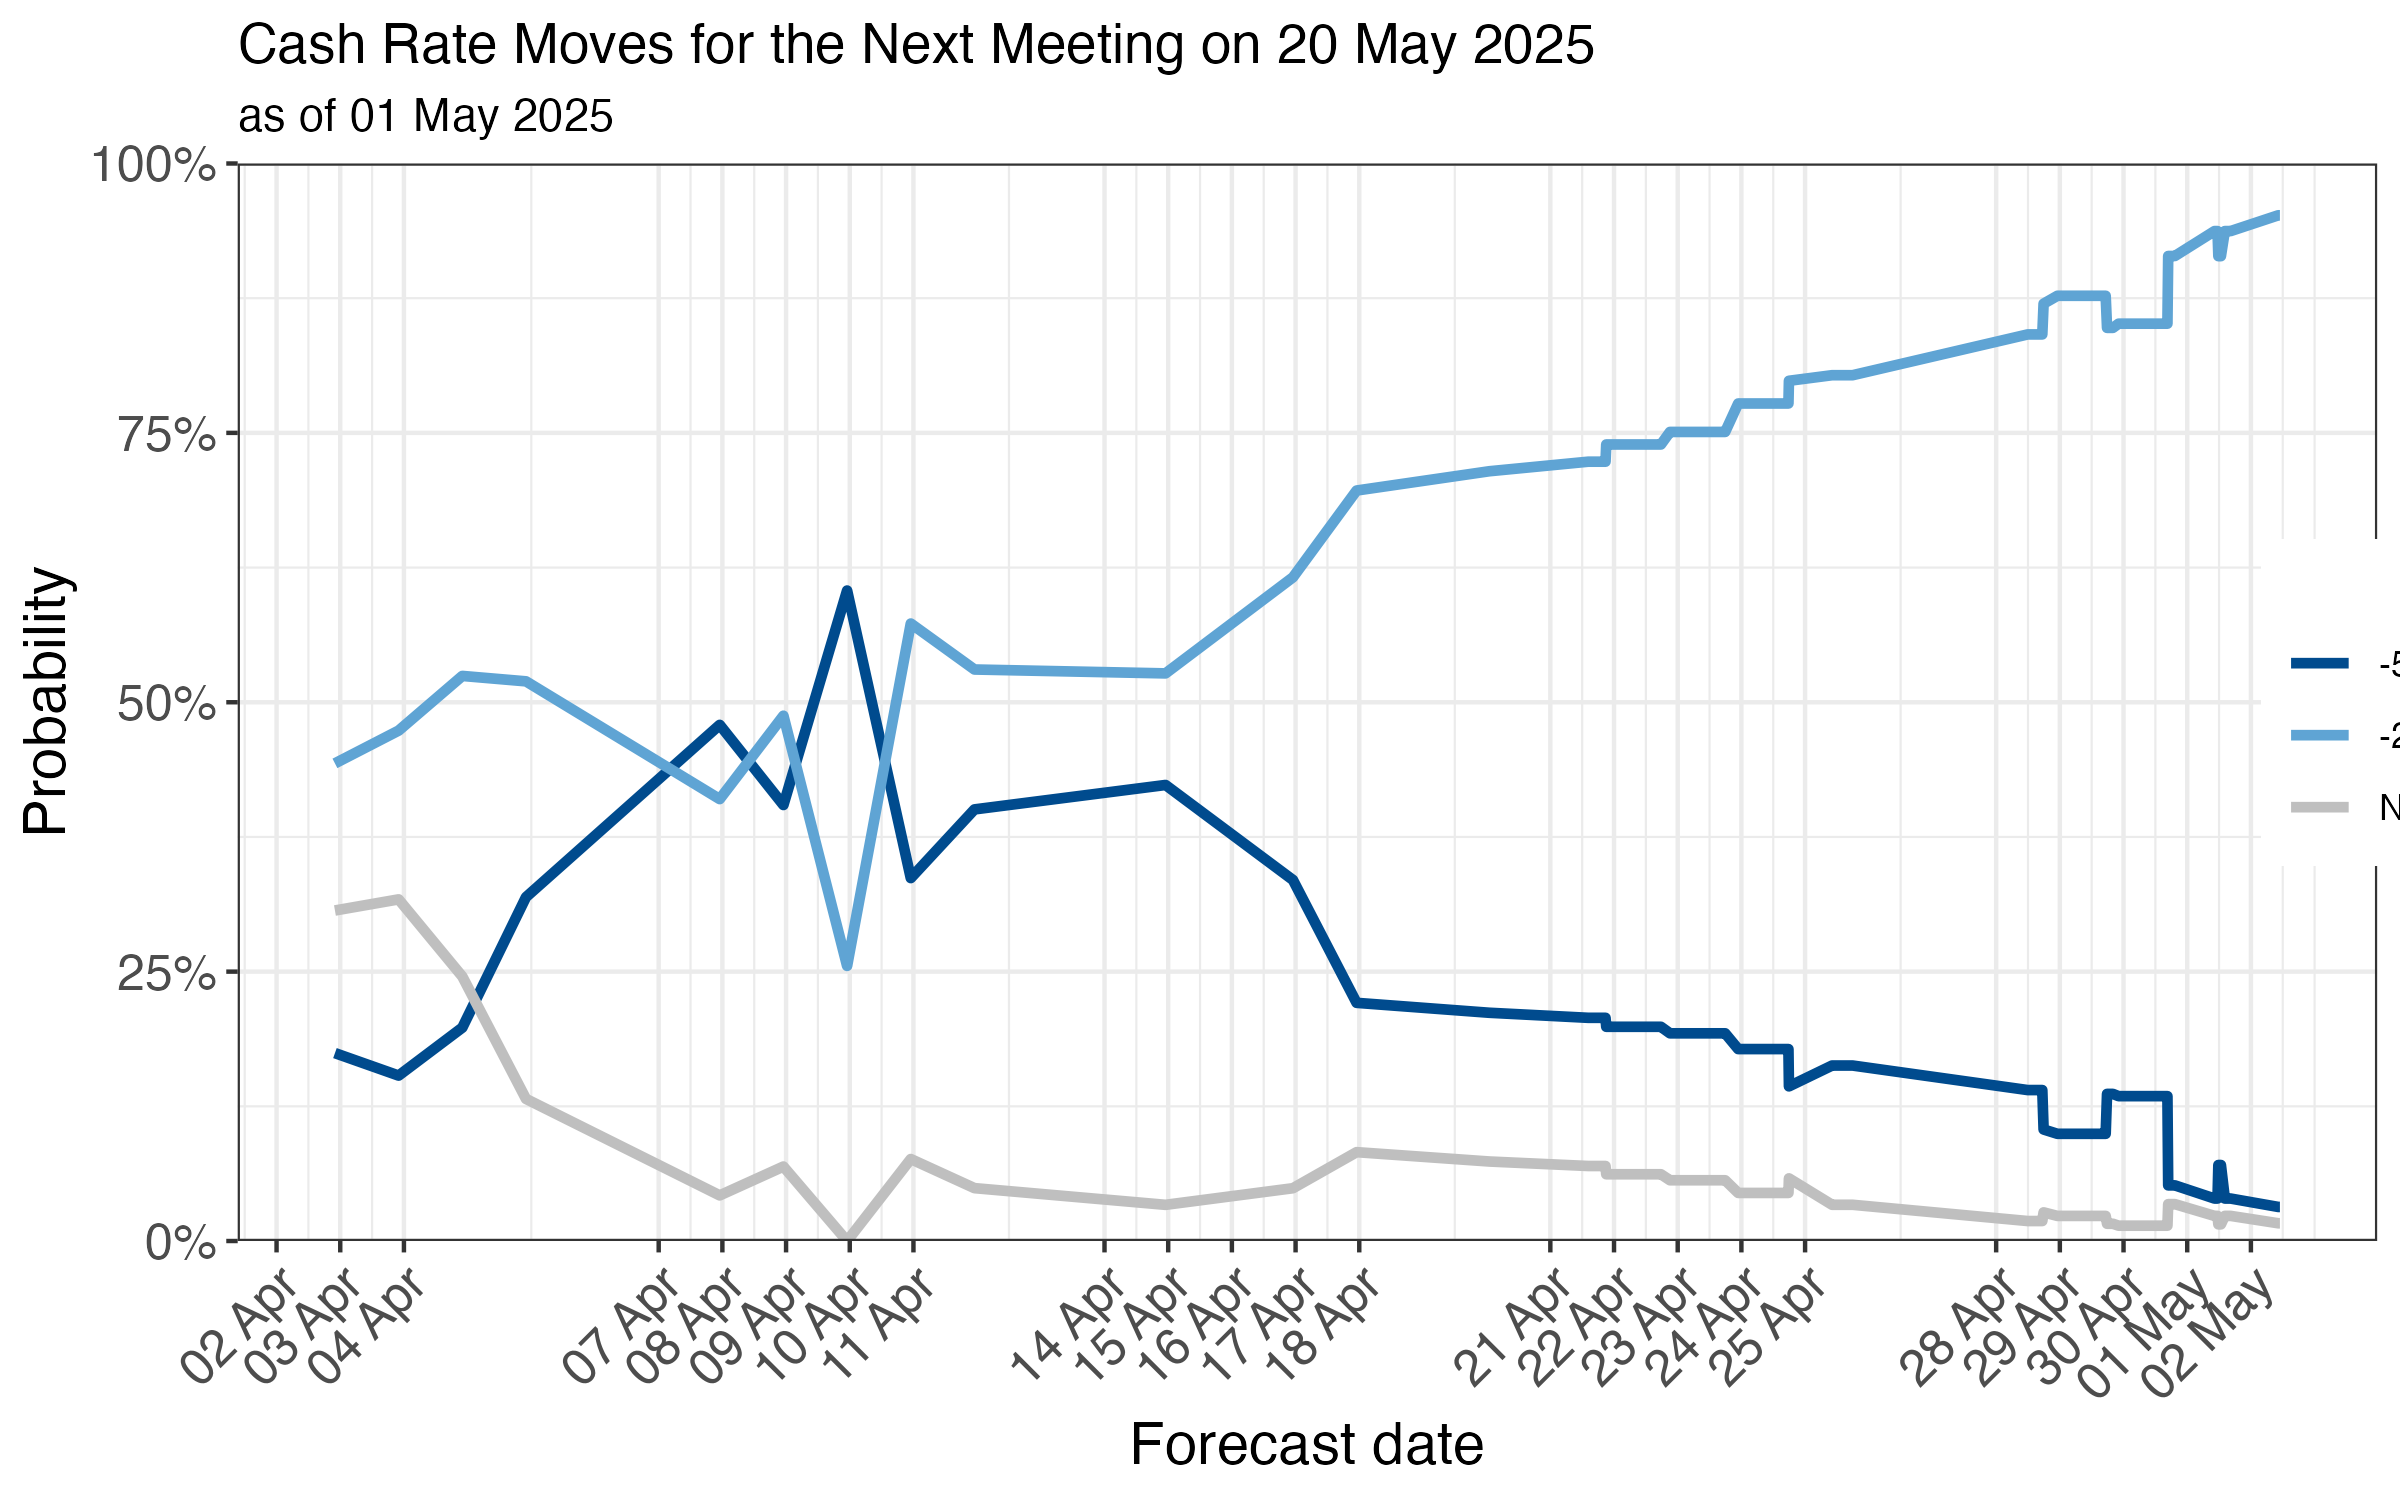 Cash Rate Moves for the Next Meeting on 20 May 2025
as of 01 May 2025
100%
75%
50%
25%
0%
Probability
-5
-2
N
02 Apr
03 Apr
04 Apr
07 Apr
08 Apr
09 Apr
10 Apr
11 Apr
14 Apr
15 Apr
16 Apr
17 Apr
18 Apr
21 Apr
22 Apr
23 Apr
24 Apr
25 Apr
28 Apr
29 Apr
30 Apr
01 May
02 May
Forecast date